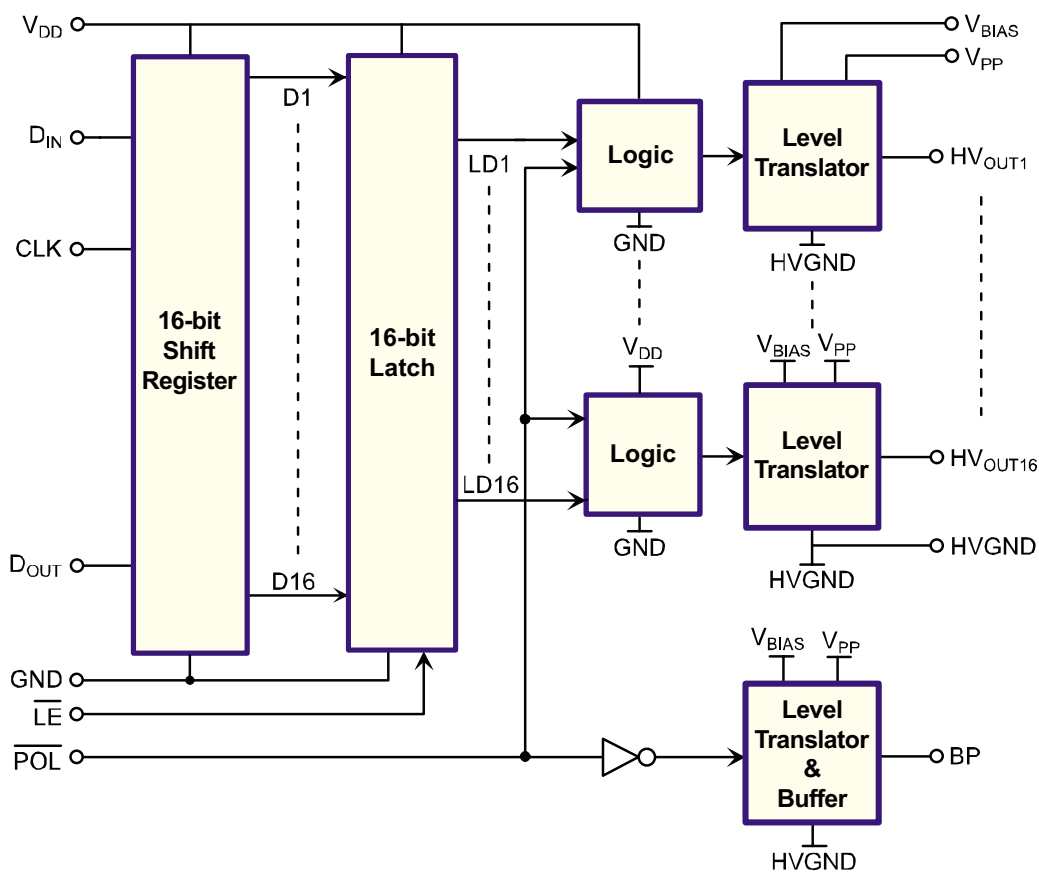 VDD
DIN
CLK
DOUT
GND
LE
POL
16-bit
Shift
Register
D1
D16
16-bit
Latch
LD1
LD16
Logic
GND
VDD
Logic
GND
Level
Translator
HVGND
VBIAS
VPP
Level
Translator
HVGND
VBIAS
VPP
Level
Translator
&
Buffer
HVGND
VBIAS
VPP
HVOUT1
HVOUT16
HVGND
BP